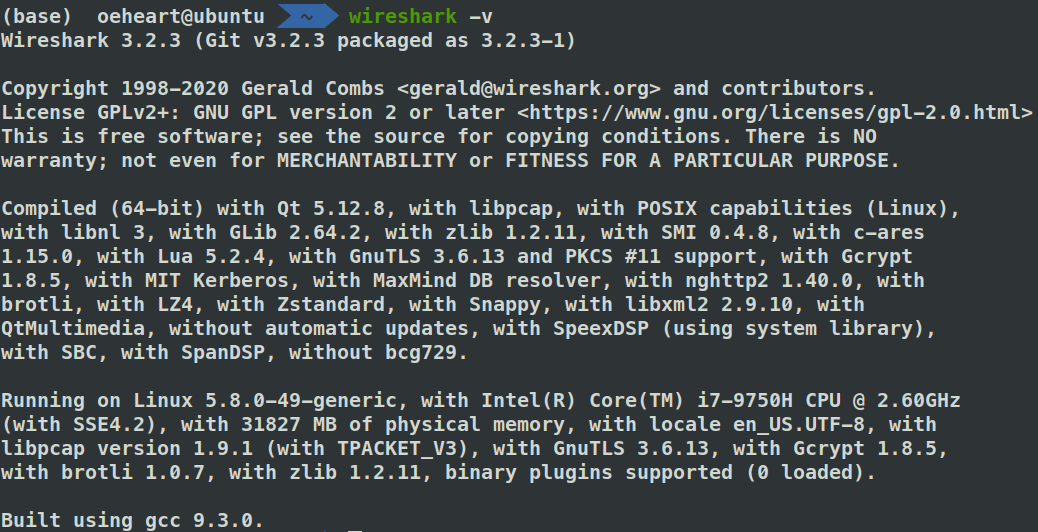 (base) oeheart@ubuntu ~ wireshark -v
Wireshark 3.2.3 (Git v3.2.3 packaged as 3.2.3-1)
Copyright 1998-2020 Gerald Combs <gerald@wireshark.org> and contributors.
License GPLv2+: GNU GPL version 2 or later <https://www.gnu.org/licenses/gpl-2.0.html>
This is free software; see the source for copying conditions. There is NO
warranty; not even for MERCHANTABILITY or FITNESS FOR A PARTICULAR PURPOSE.
Compiled (64-bit) with Qt 5.12.8, with libpcap, with POSIX capabilities (Linux),
with libnl 3, with GLib 2.64.2, with zlib 1.2.11, with SMI 0.4.8, with c-ares
1.15.0, with Lua 5.2.4, with GnuTLS 3.6.13 and PKCS #11 support, with Gcrypt
1.8.5, with MIT Kerberos, with MaxMind DB resolver, with nghttp2 1.40.0, with
brotli, with LZ4, with Zstandard, with Snappy, with libxml2 2.9.10, with
QtMultimedia, without automatic updates, with SpeexDSP (using system library),
with SBC, with SpanDSP, without bcg729.
Running on Linux 5.8.0-49-generic, with Intel(R) Core(TM) i7-9750H CPU @ 2.60GHz
(with SSE4.2), with 31827 MB of physical memory, with locale en_US.UTF-8, with
libpcap version 1.9.1 (with TPACKET_V3), with GnuTLS 3.6.13, with Gcrypt 1.8.5,
with brotli 1.0.7, with zlib 1.2.11, binary plugins supported (0 loaded).
Built using gcc 9.3.0.